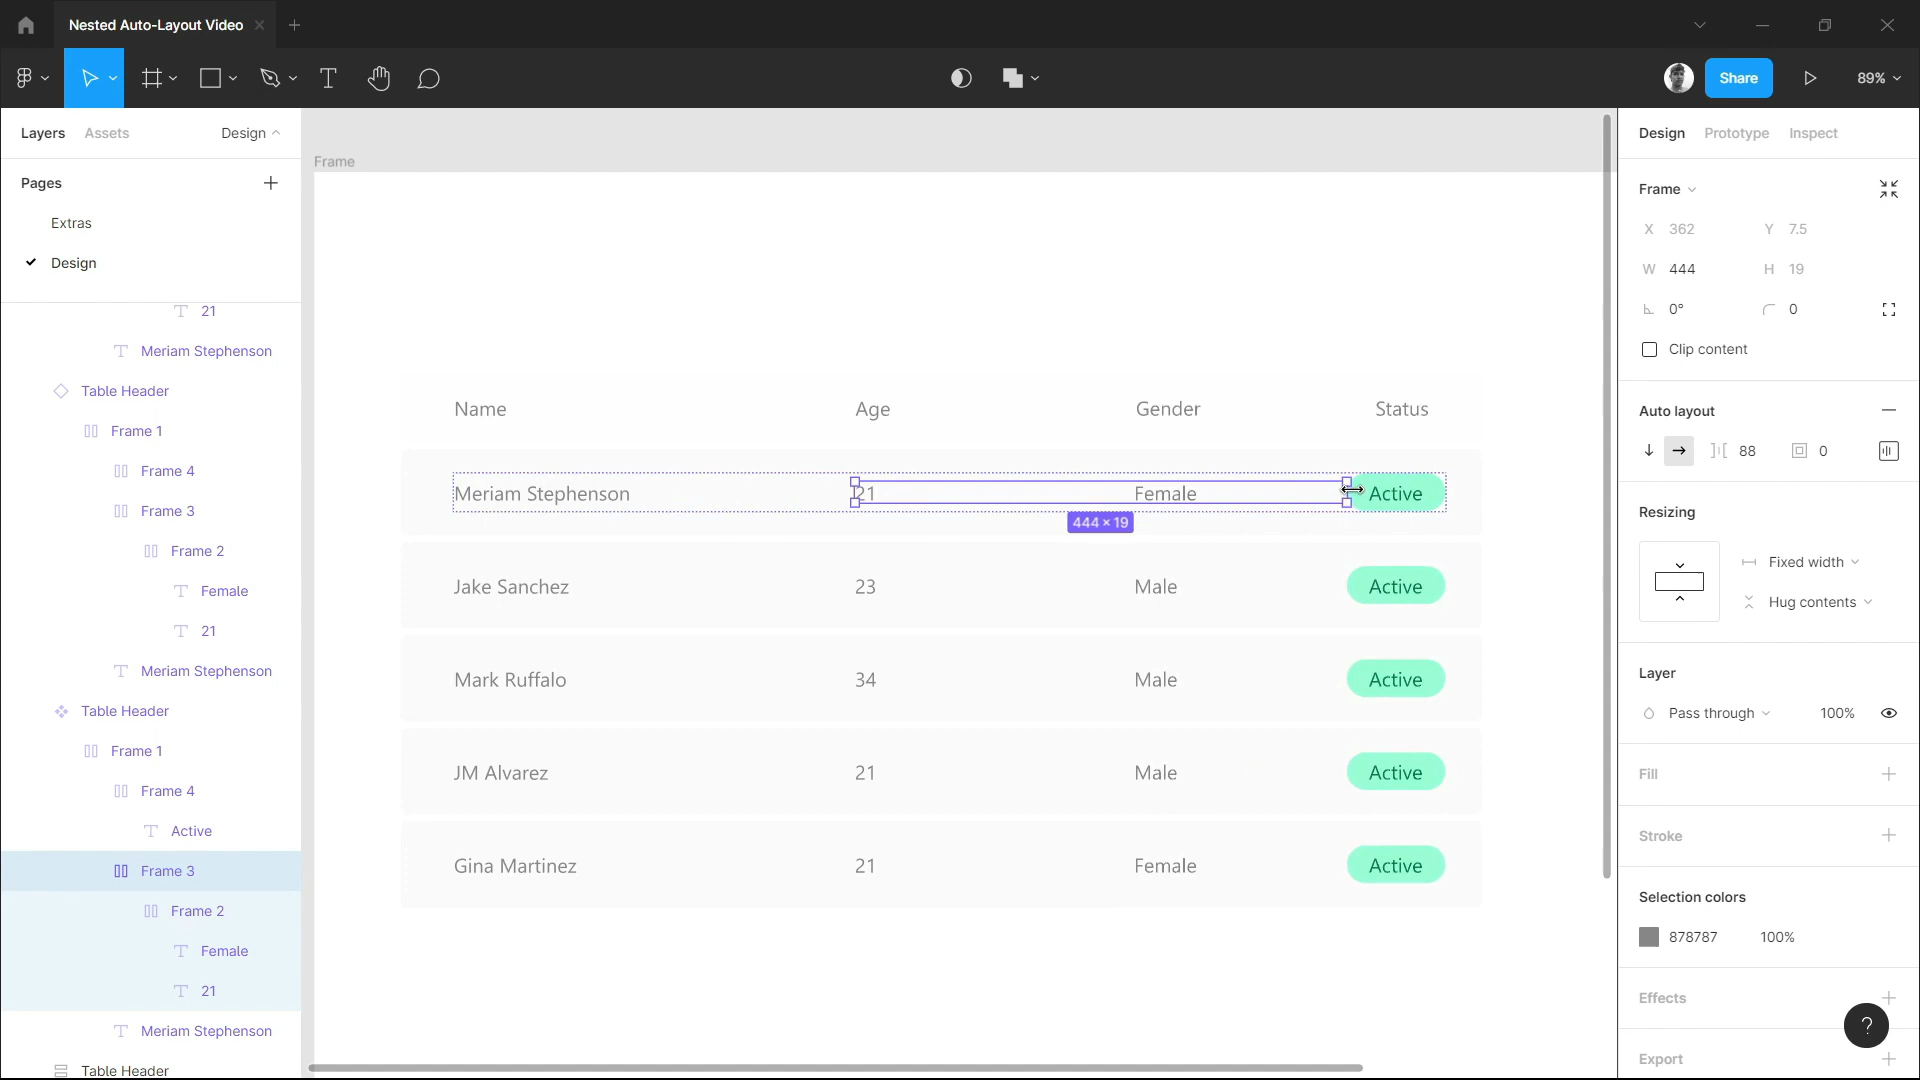 Nested Auto-Layout Video
Share
89%
Layers
Assets
Design
Pages
Extras
Design
21
Meriam Stephenson
Table Header
Frame 1
Frame 4
Frame 3
Frame 2
Female
21
Meriam Stephenson
Table Header
Frame 1
Frame 4
Active
Frame 3
Frame 2
Female
21
Meriam Stephenson
Table Header
Frame
Name Age Gender Status
Meriam Stephenson 21 Female Active
444 × 19
Jake Sanchez 23 Male Active
Mark Ruffalo 34 Male Active
JM Alvarez 21 Male Active
Gina Martinez 21 Female Active
Design Prototype Inspect
Frame
X 362 Y 7.5
W 444 H 19
0° 0
Clip content
Auto layout
88 0
Resizing
Fixed width
Hug contents
Layer
Pass through 100%
Fill
Stroke
Selection colors
878787 100%
Effects
?
Export